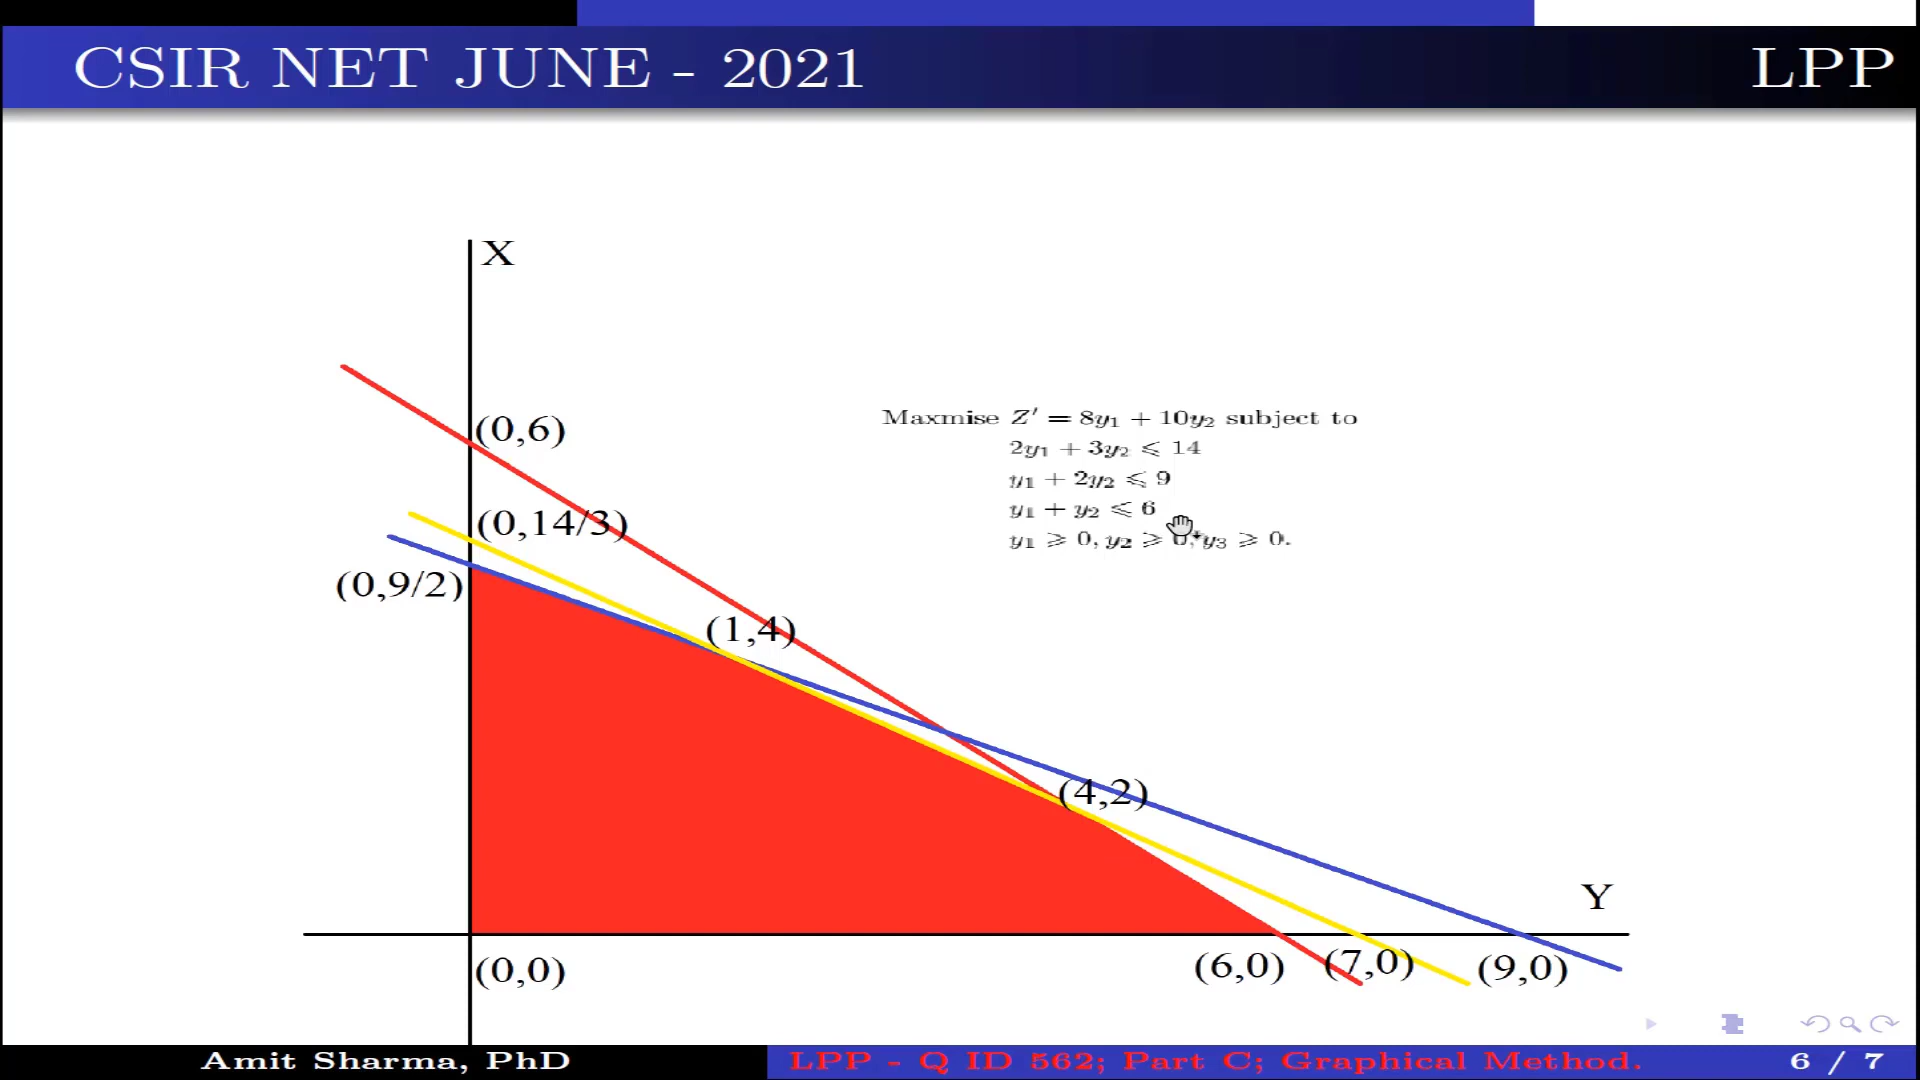 CSIR NET JUNE - 2021 LPP
X
(0,6)
Maxmise Z′ = 8y₁ + 10y₂ subject to
2y₁ + 3y₂ ⩽ 14
y₁ + 2y₂ ⩽ 9
y₁ + y₂ ⩽ 6
y₁ ⩾ 0, y₂ ⩾ 0, y₃ ⩾ 0.
(0,14/3)
(0,9/2)
(1,4)
(4,2)
Y
(0,0)
(6,0)
(7,0)
(9,0)
Amit Sharma, PhD LPP - Q ID 562; Part C; Graphical Method. 6 / 7